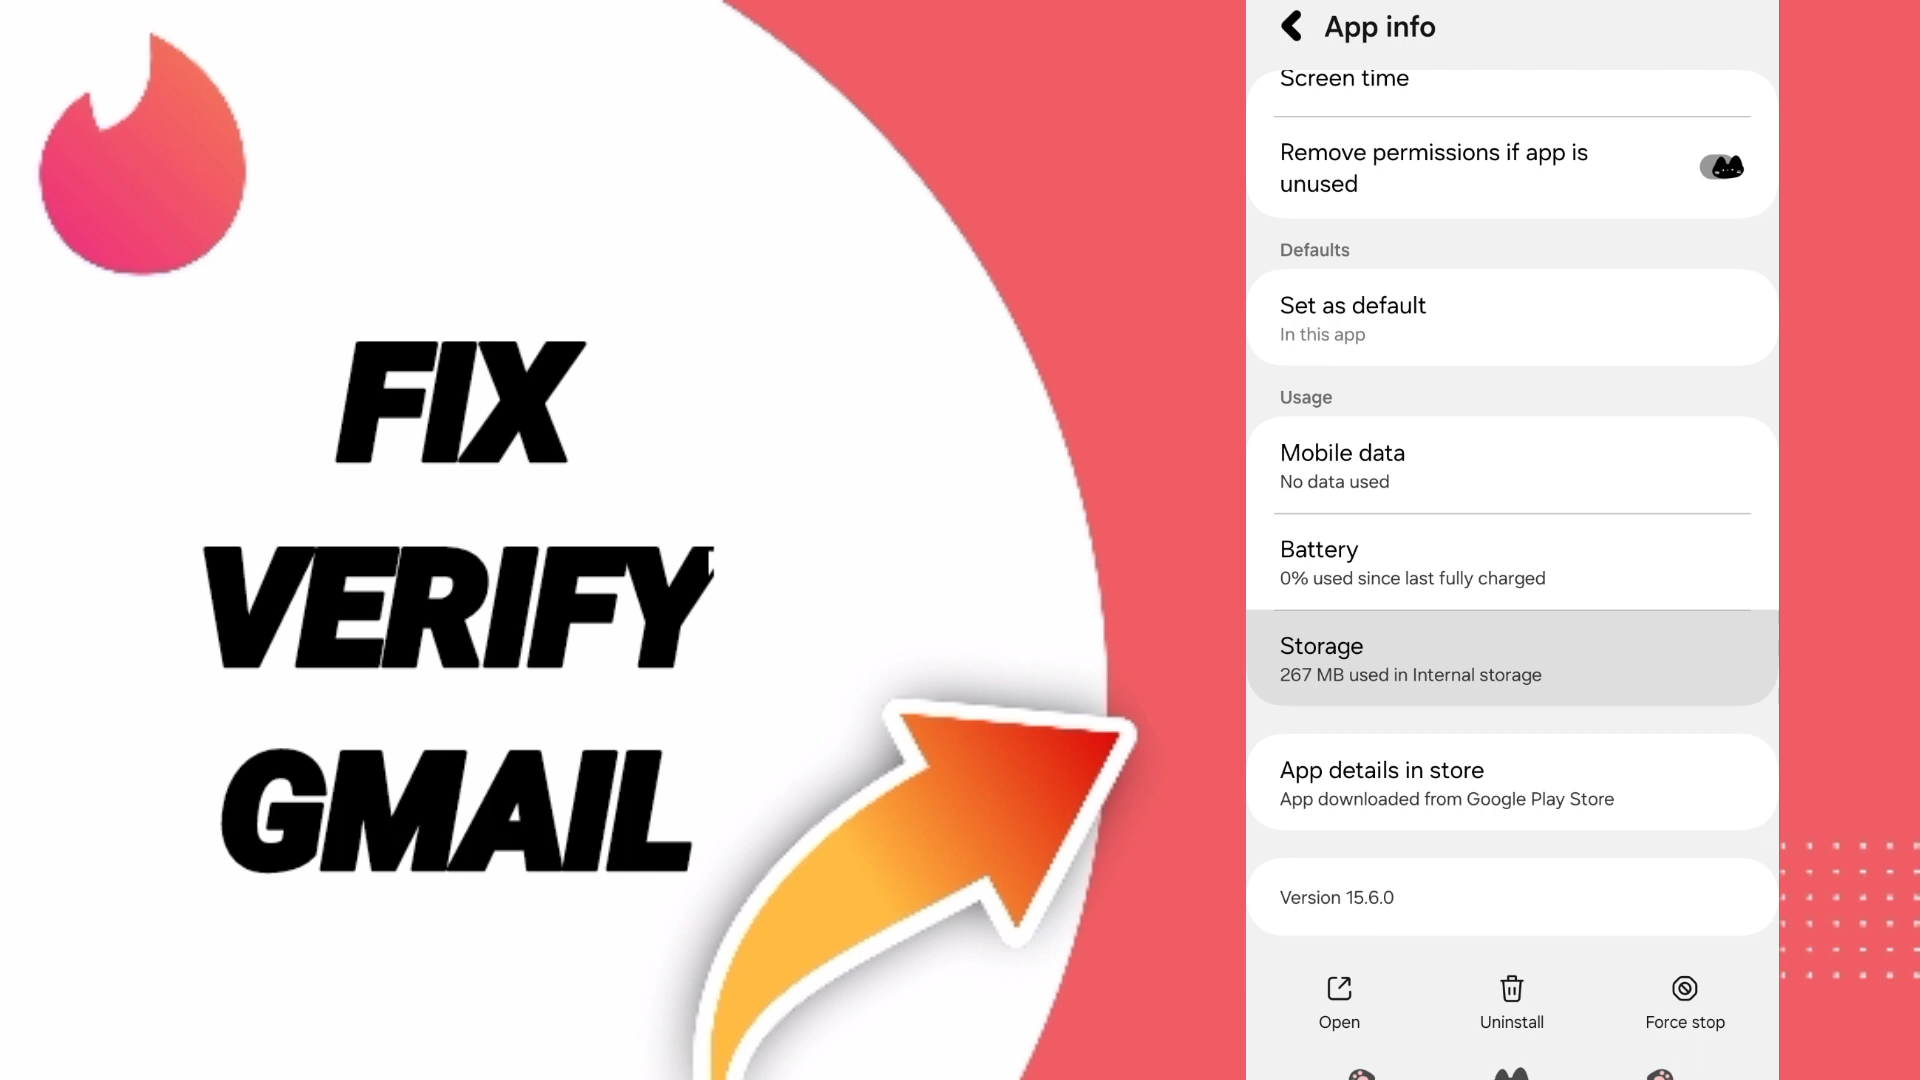 FIX
VERIFY
GMAIL
App info
Screen time
Remove permissions if app is
unused
Defaults
Set as default
In this app
Usage
Mobile data
No data used
Battery
0% used since last fully charged
Storage
267 MB used in Internal storage
App details in store
App downloaded from Google Play Store
Version 15.6.0
Open
Uninstall
Force stop